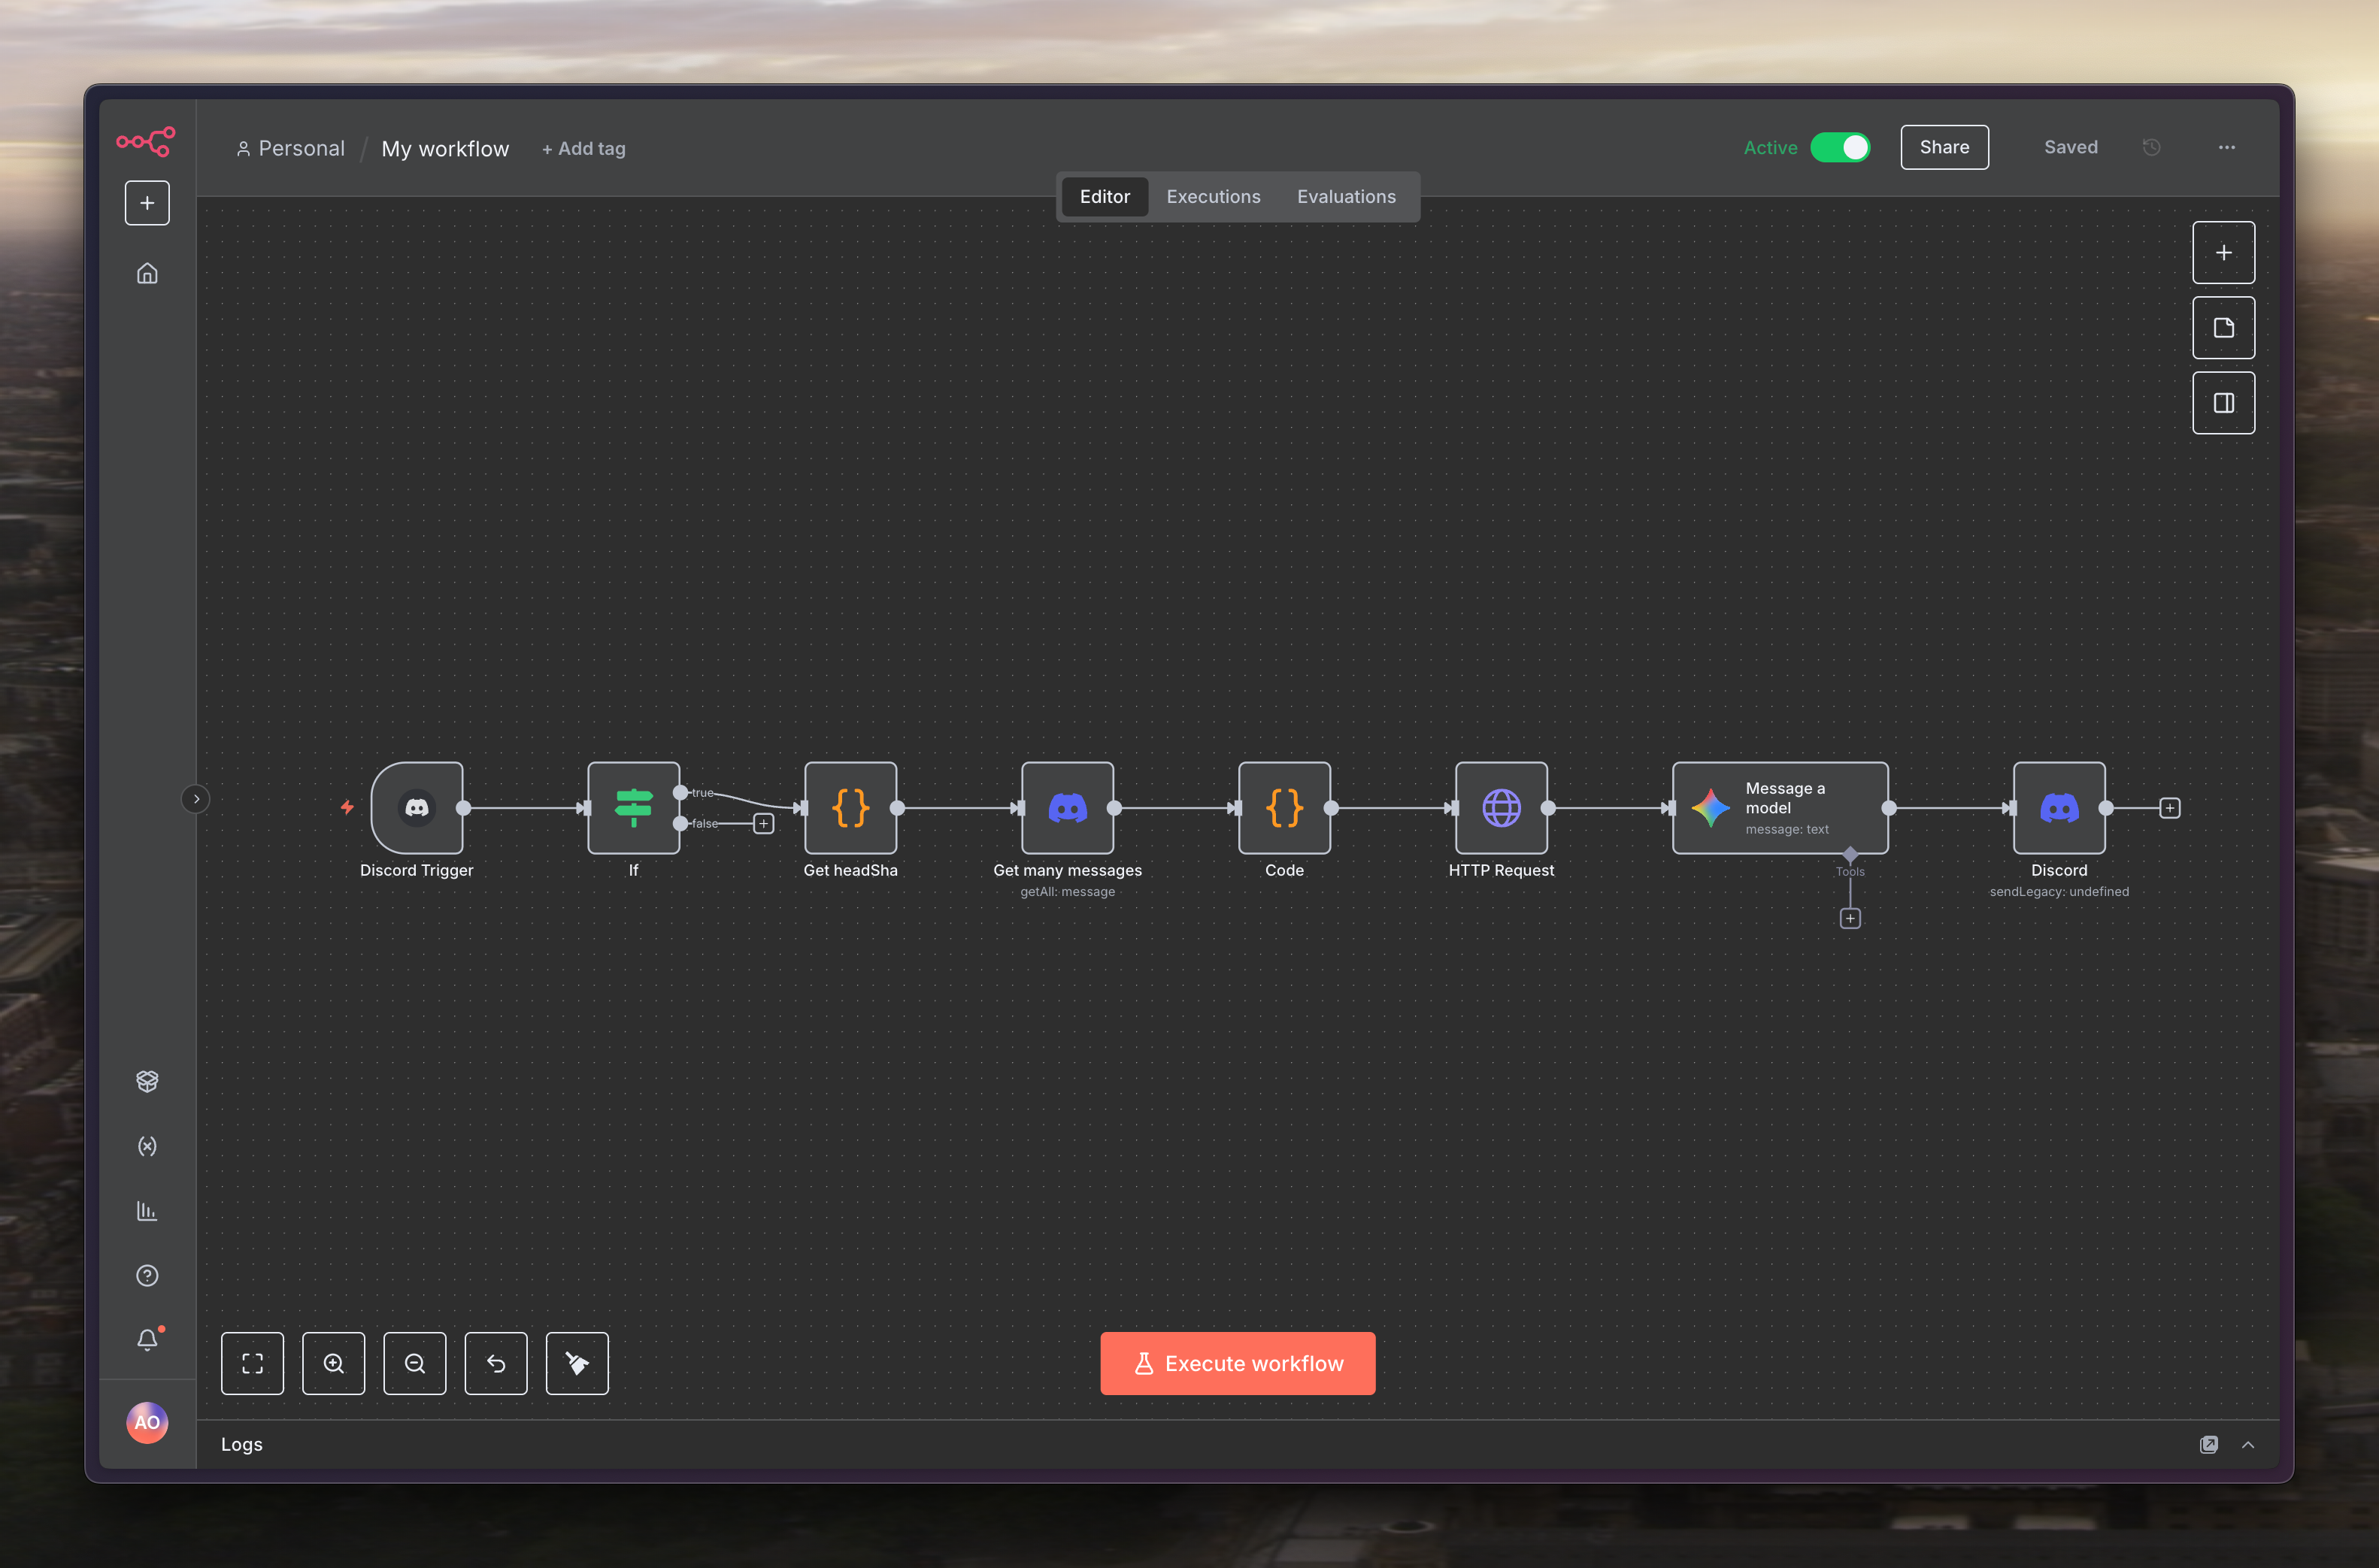 Personal / My workflow + Add tag
Active Share Saved
Editor Executions Evaluations
true
false
Discord Trigger
If
Get headSha
Get many messages
getAll: message
Code
HTTP Request
Message a
model
message: text
Tools
Discord
sendLegacy: undefined
Execute workflow
AO
Logs